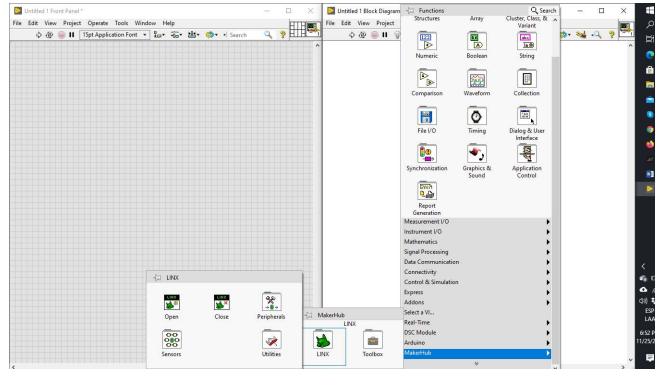 Untitled 1 Front Panel *
File Edit View Project Operate Tools Window Help
15pt Application Font
Search
Untitled 1 Block Diagram
File Edit View Project
Functions
Search
Structures
Array
Cluster, Class, &
Variant
Numeric
Boolean
String
Comparison
Waveform
Collection
File I/O
Timing
Dialog & User
Interface
Synchronization
Graphics &
Sound
Application
Control
Report
Generation
Measurement I/O
Instrument I/O
Mathematics
Signal Processing
Data Communication
Connectivity
Control & Simulation
Express
Addons
Select a VI...
Real-Time
DSC Module
Arduino
MakerHub
MakerHub
LINX
LINX
Toolbox
LINX
Open
Close
Peripherals
Sensors
Utilities
ESP
LAA
6:52 P